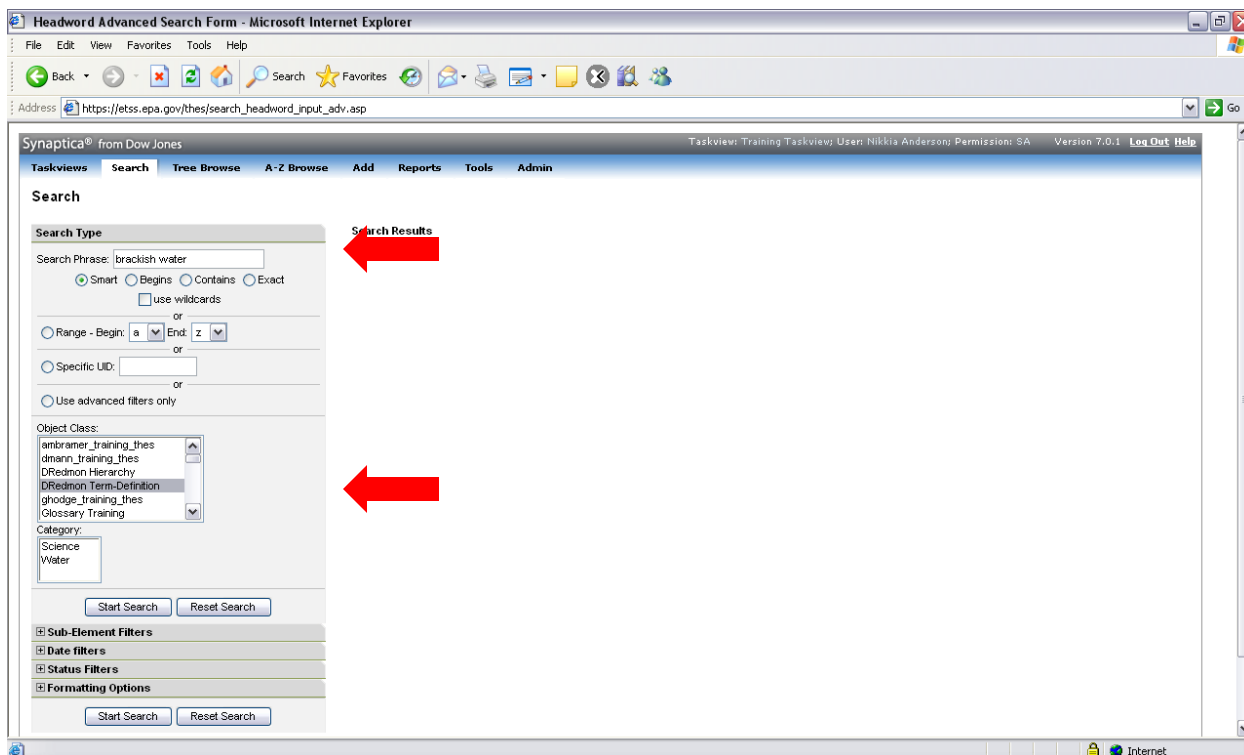 Headword Advanced Search Form - Microsoft Internet Explorer
File Edit View Favorites Tools Help
Back Search Favorites
Address https://etss.epa.gov/thes/search_headword_input_adv.asp Go
Synaptica® from Dow Jones Taskview: Training Taskview; User: Nikkia Anderson; Permission: SA Version 7.0.1 Log Out Help
Taskviews Search Tree Browse A-Z Browse Add Reports Tools Admin
Search
Search Type Search Results
Search Phrase: brackish water
Smart Begins Contains Exact
use wildcards
or
Range - Begin: a End: z
or
Specific UID:
or
Use advanced filters only
Object Class:
ambramer_training_thes
dmann_training_thes
DRedmon Hierarchy
DRedmon Term-Definition
ghodge_training_thes
Glossary Training
Category:
Science
Water
Start Search Reset Search
Sub-Element Filters
Date filters
Status Filters
Formatting Options
Start Search Reset Search
Internet